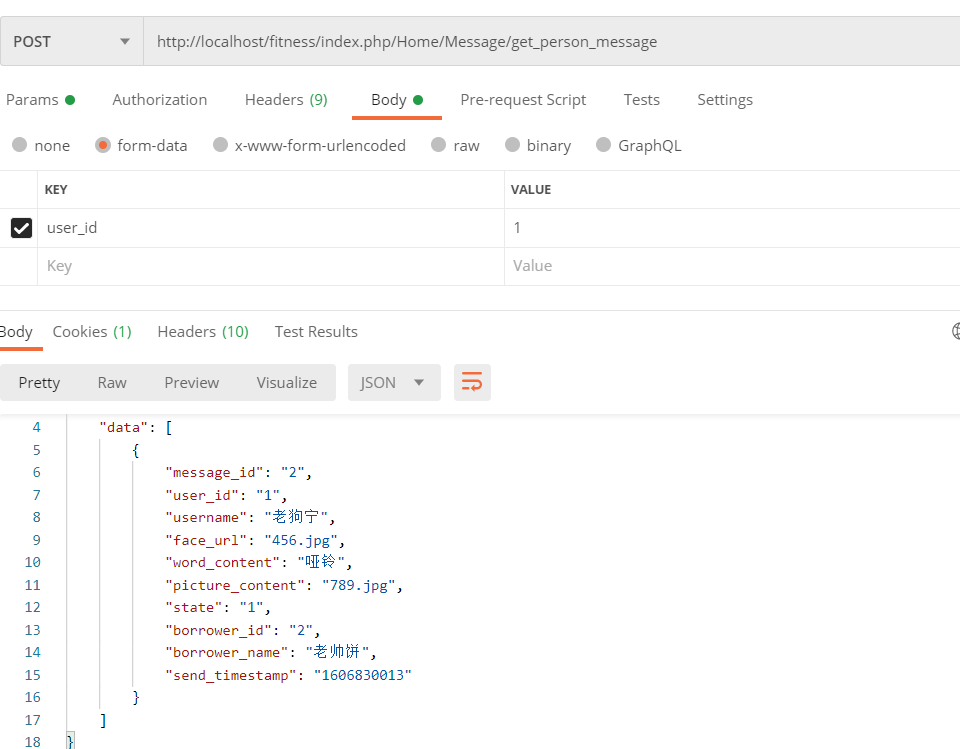 POST http://localhost/fitness/index.php/Home/Message/get_person_message
Params Authorization Headers (9) Body Pre-request Script Tests Settings
none form-data x-www-form-urlencoded raw binary GraphQL
KEY VALUE
user_id 1
Key Value
Body Cookies (1) Headers (10) Test Results
Pretty Raw Preview Visualize JSON
4 "data": [
5 {
6 "message_id": "2",
7 "user_id": "1",
8 "username": "老狗宁",
9 "face_url": "456.jpg",
10 "word_content": "哑铃",
11 "picture_content": "789.jpg",
12 "state": "1",
13 "borrower_id": "2",
14 "borrower_name": "老帅饼",
15 "send_timestamp": "1606830013"
16 }
17 ]
18 }